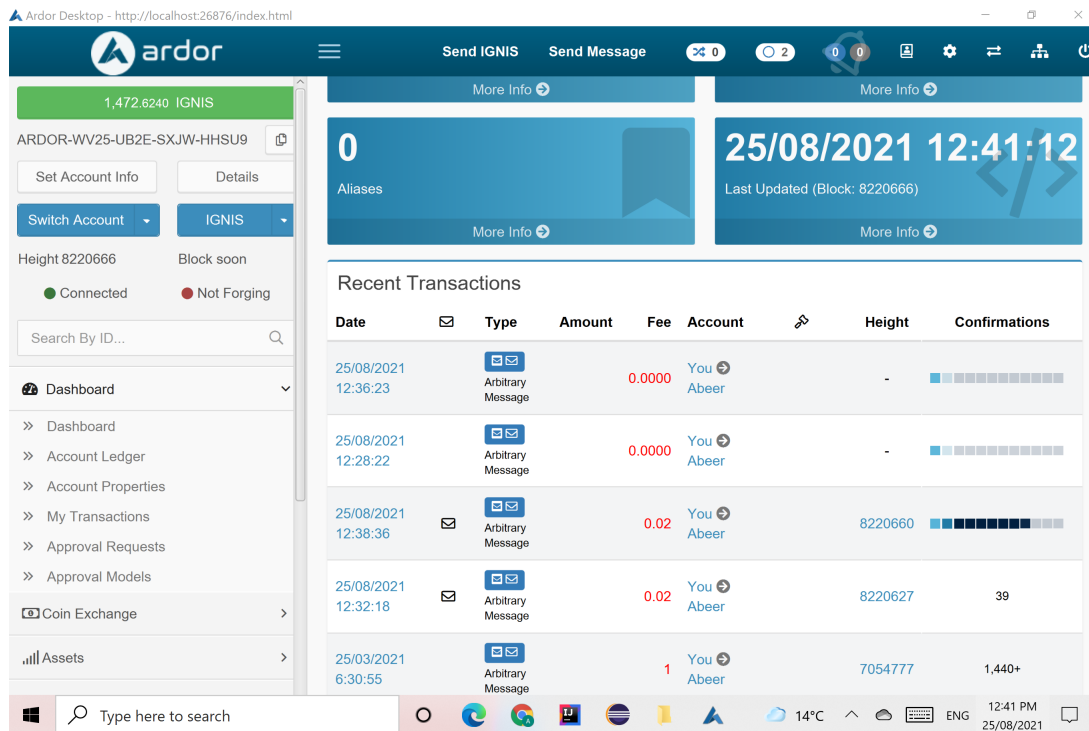 Ardor Desktop - http://localhost:26876/index.html
ardor
Send IGNIS Send Message 0 2 0 0
1,472.6240 IGNIS
ARDOR-WV25-UB2E-SXJW-HHSU9
Set Account Info Details
Switch Account IGNIS
Height 8220666 Block soon
Connected Not Forging
Search By ID...
Dashboard
Dashboard
Account Ledger
Account Properties
My Transactions
Approval Requests
Approval Models
Coin Exchange
Assets
More Info More Info
0
Aliases
More Info
25/08/2021 12:41:12
Last Updated (Block: 8220666)
More Info
Recent Transactions
Date Type Amount Fee Account Height Confirmations
25/08/2021
12:36:23
Arbitrary
Message
0.0000
You
Abeer
-
25/08/2021
12:28:22
Arbitrary
Message
0.0000
You
Abeer
-
25/08/2021
12:38:36
Arbitrary
Message
0.02
You
Abeer
8220660
25/08/2021
12:32:18
Arbitrary
Message
0.02
You
Abeer
8220627
39
25/03/2021
6:30:55
Arbitrary
Message
1
You
Abeer
7054777
1,440+
Type here to search
14°C
ENG
12:41 PM
25/08/2021